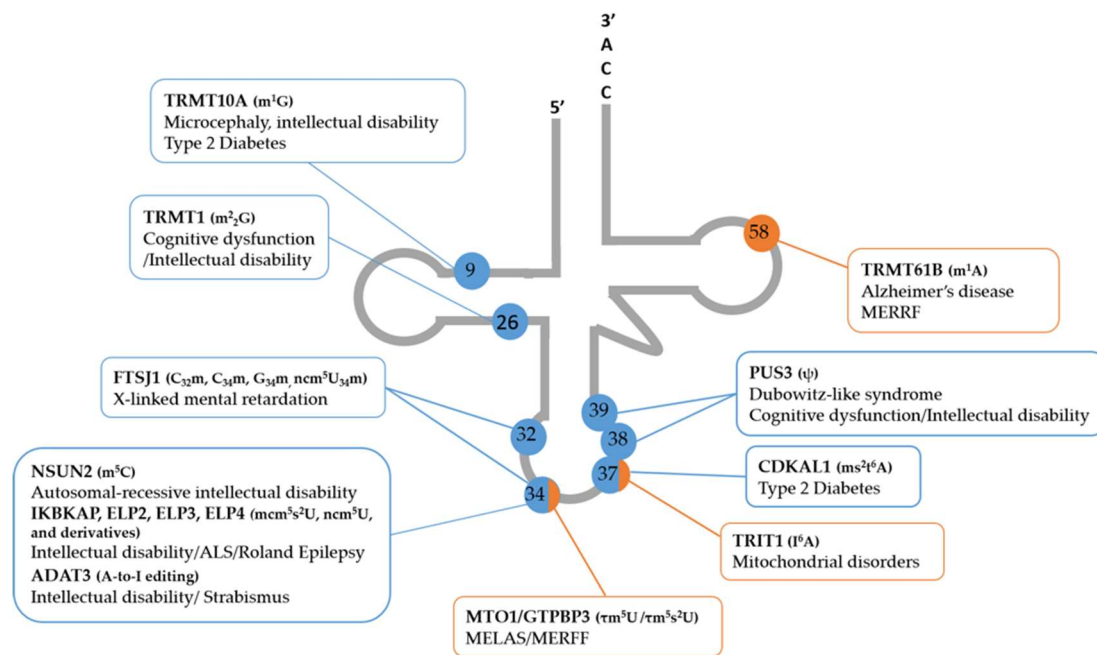 3’
A
C
C
5’
TRMT10A (m¹G)
Microcephaly, intellectual disability
Type 2 Diabetes
TRMT1 (m²₂G)
Cognitive dysfunction
/Intellectual disability
9
26
58
TRMT61B (m¹A)
Alzheimer’s disease
MERRF
FTSJ1 (C₃₂m, C₃₄m, G₃₄m, ncm⁵U₃₄m)
X-linked mental retardation
PUS3 (ψ)
Dubowitz-like syndrome
Cognitive dysfunction/Intellectual disability
39
38
32
37
34
CDKAL1 (ms²t⁶A)
Type 2 Diabetes
NSUN2 (m⁵C)
Autosomal-recessive intellectual disability
IKBKAP, ELP2, ELP3, ELP4 (mcm⁵s²U, ncm⁵U,
and derivatives)
Intellectual disability/ALS/Roland Epilepsy
ADAT3 (A-to-I editing)
Intellectual disability/ Strabismus
TRIT1 (I⁶A)
Mitochondrial disorders
MTO1/GTPBP3 (τm⁵U/τm⁵s²U)
MELAS/MERFF